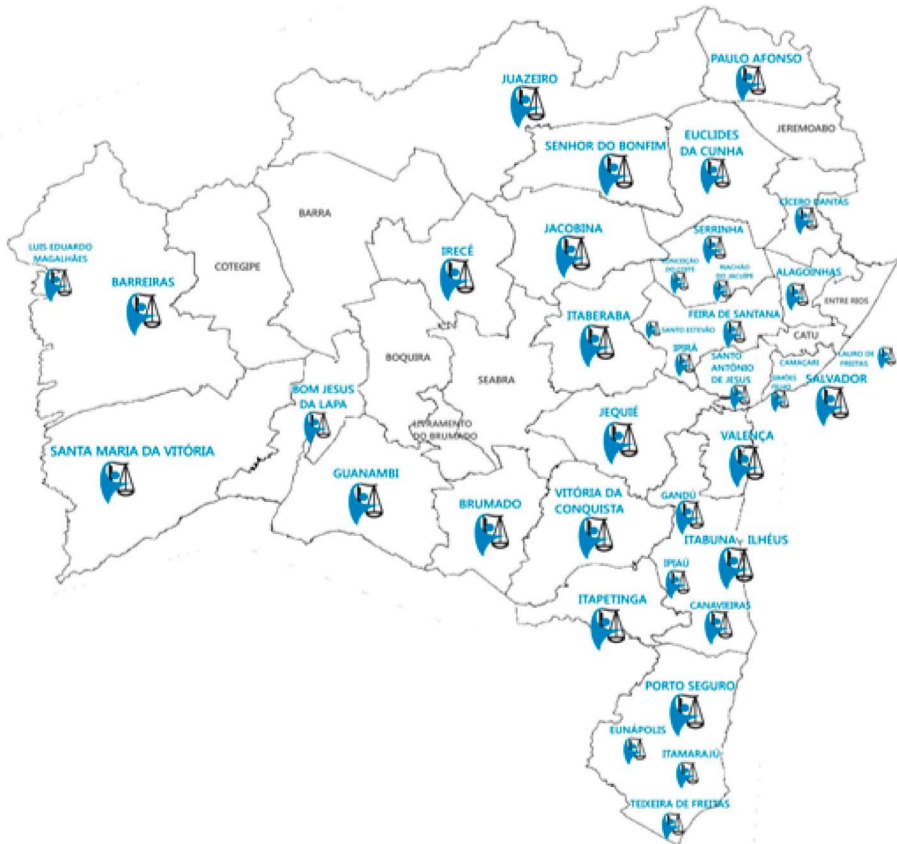 PAULO AFONSO
JUAZEIRO
JEREMOABO
EUCLIDES
DA CUNHA
SENHOR DO BONFIM
CÍCERO DANTAS
BARRA
SERRINHA
JACOBINA
IRECÊ
LUIS EDUARDO
MAGALHÃES
COTEGIPE
CONCEIÇÃO
DO COITE
RIACHÃO
DO JACUÍPE
ALAGOINHAS
BARREIRAS
ENTRE RIOS
ITABERABA
FEIRA DE SANTANA
SANTO ESTEVÃO
CATU
IPIRÁ
BOQUIRA
SANTO
ANTÔNIO
DE JESUS
CAMAÇARI
LAURO DE
FREITAS
SEABRA
SIMÕES
FILHO
SALVADOR
BOM JESUS
DA LAPA
JEQUIÉ
LIVRAMENTO
DO BRUMADO
VALENÇA
SANTA MARIA DA VITÓRIA
GUANAMBI
BRUMADO
VITÓRIA DA
CONQUISTA
GANDÚ
ITABUNA
ILHÉUS
IPIAÚ
ITAPETINGA
CANAVIEIRAS
PORTO SEGURO
EUNÁPOLIS
ITAMARAJÚ
TEIXEIRA DE FREITAS